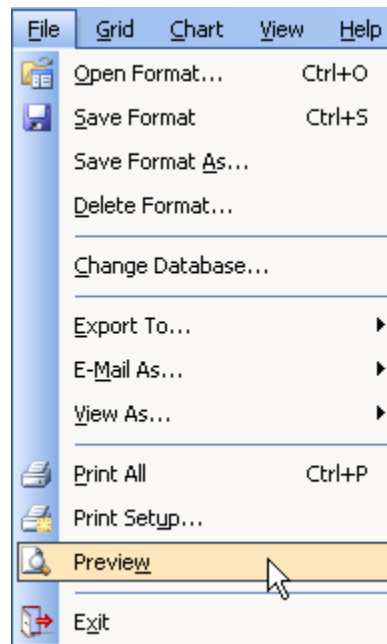 File Grid Chart View Help
Open Format... Ctrl+O
Save Format Ctrl+S
Save Format As...
Delete Format...
Change Database...
Export To...
E-Mail As...
View As...
Print All Ctrl+P
Print Setup...
Preview
Exit